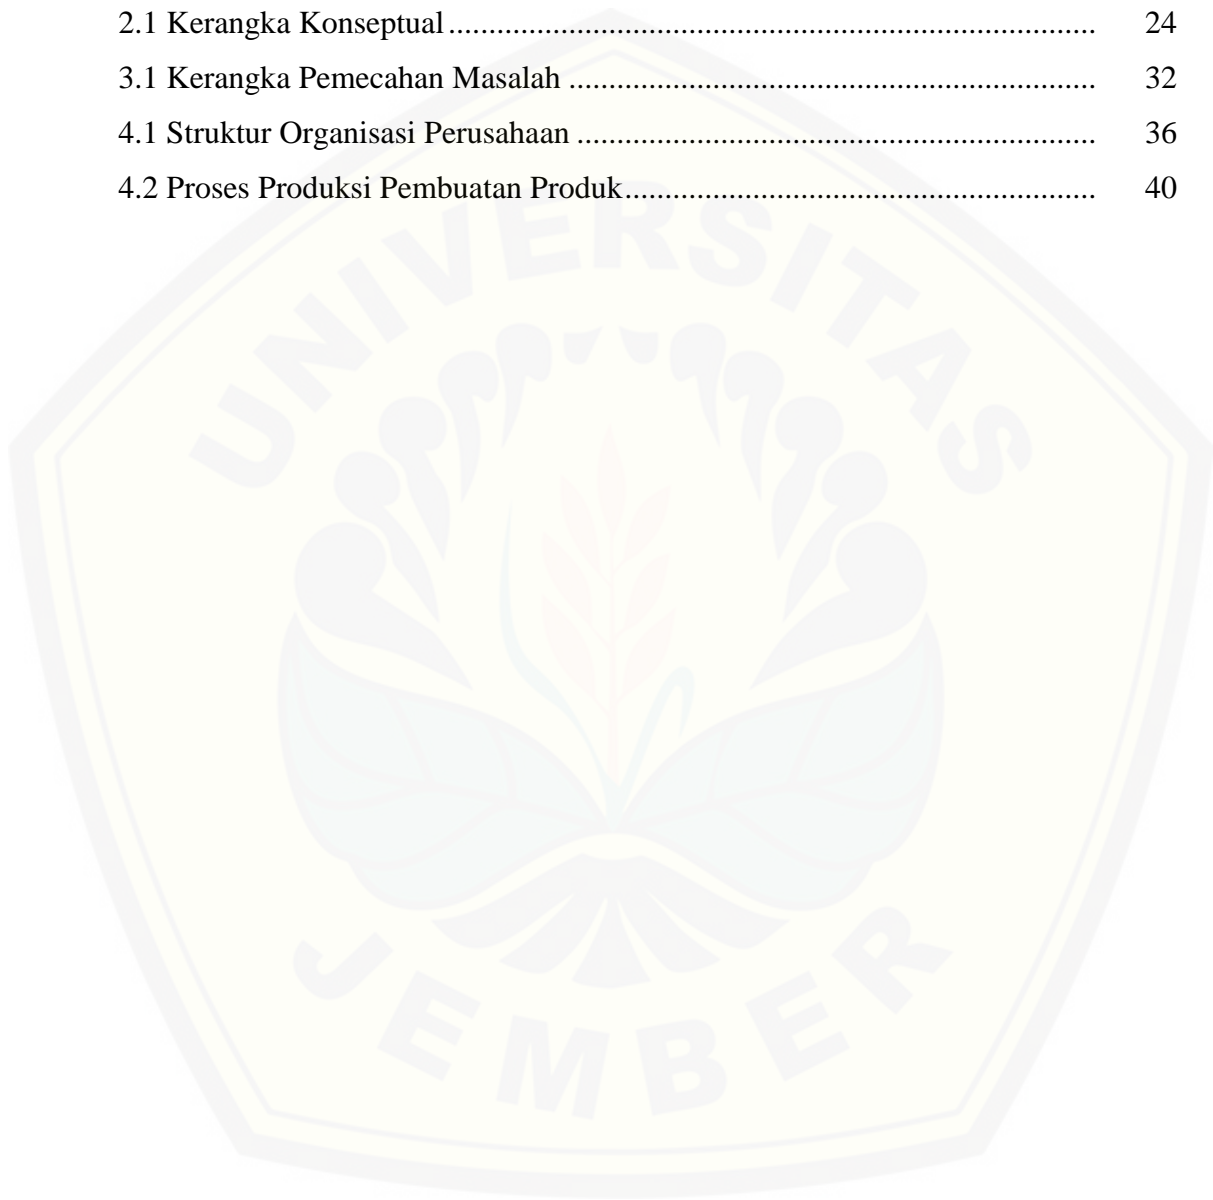 2.1 Kerangka Konseptual ................................................................................ 24
3.1 Kerangka Pemecahan Masalah ................................................................. 32
4.1 Struktur Organisasi Perusahaan ................................................................ 36
4.2 Proses Produksi Pembuatan Produk .......................................................... 40
UNIVERSITAS
JEMBER